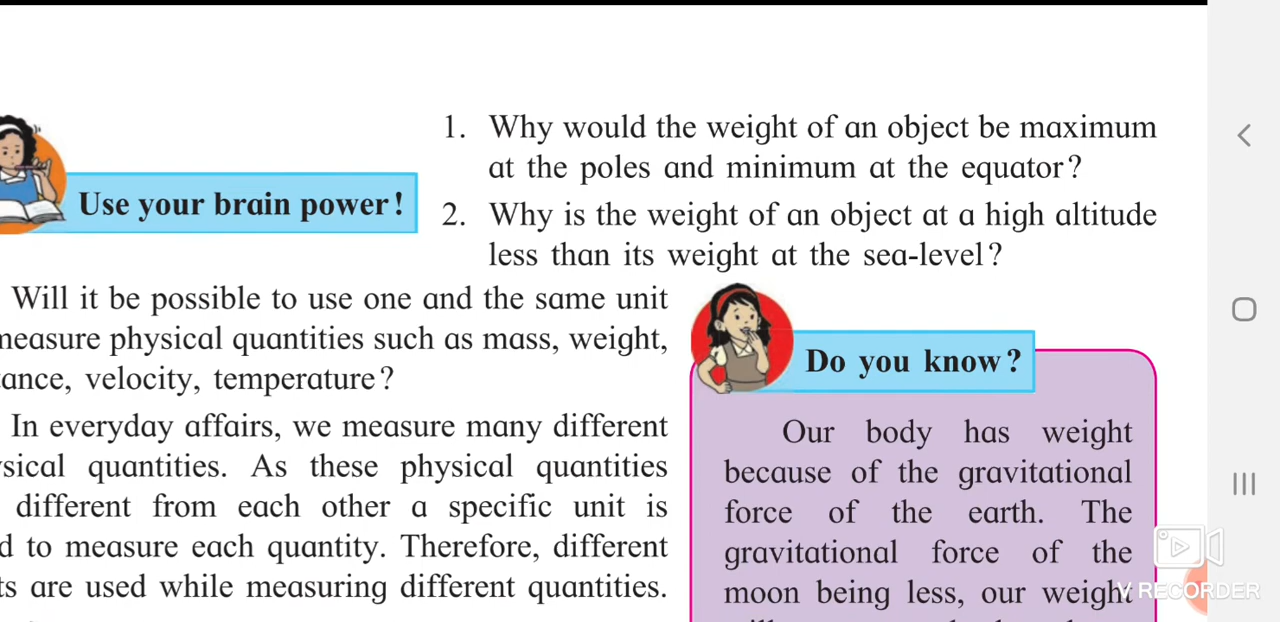 1. Why would the weight of an object be maximum
at the poles and minimum at the equator?
Use your brain power!
2. Why is the weight of an object at a high altitude
less than its weight at the sea-level?
Will it be possible to use one and the same unit
measure physical quantities such as mass, weight,
ance, velocity, temperature?
In everyday affairs, we measure many different
sical quantities. As these physical quantities
different from each other a specific unit is
d to measure each quantity. Therefore, different
ts are used while measuring different quantities.
Do you know?
Our body has weight
because of the gravitational
force of the earth. The
gravitational force of the
moon being less, our weight
V RECORDER